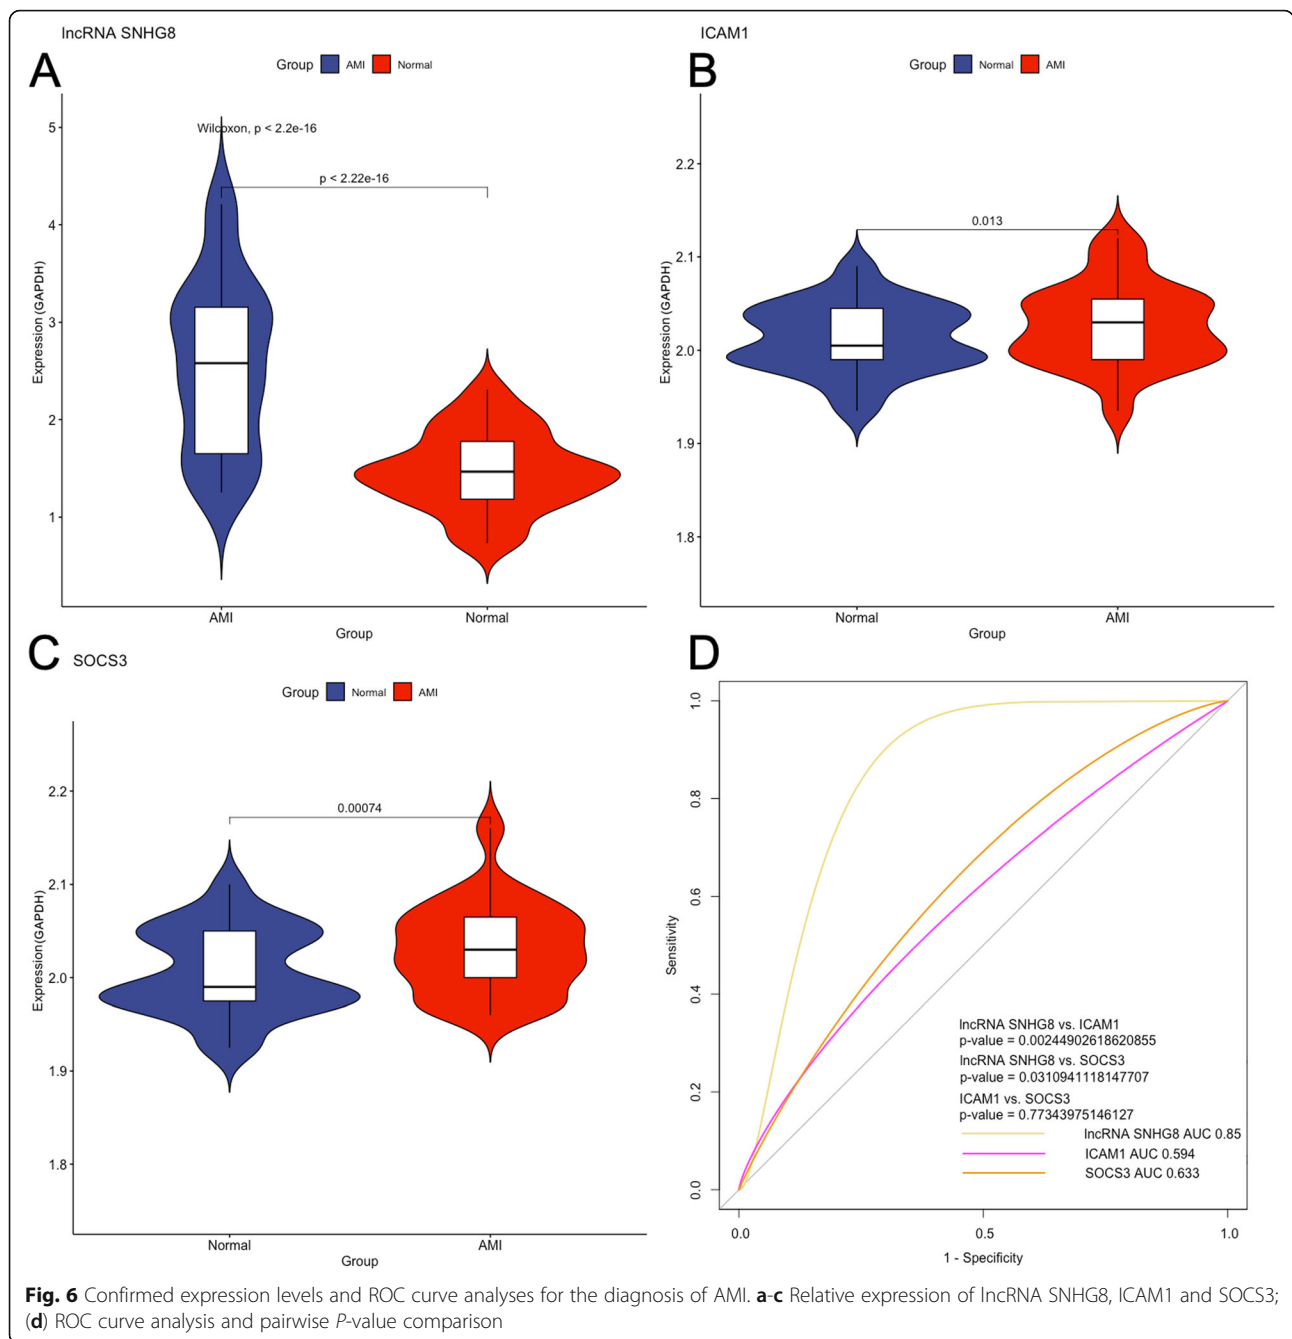 lncRNA SNHG8
A
Group AMI Normal
Wilcoxon, p < 2.2e-16
p < 2.22e-16
5
4
3
2
1
Expression (GAPDH)
AMI Normal
Group
ICAM1
B
Group Normal AMI
0.013
2.2
2.1
2.0
1.9
1.8
Expression (GAPDH)
Normal AMI
Group
C
SOCS3
Group Normal AMI
0.00074
2.2
2.1
2.0
1.9
1.8
Expression(GAPDH)
Normal AMI
Group
D
1.0
0.8
0.6
0.4
0.2
0.0
Sensitivity
lncRNA SNHG8 vs. ICAM1
p-value = 0.00244902618620855
lncRNA SNHG8 vs. SOCS3
p-value = 0.0310941118147707
ICAM1 vs. SOCS3
p-value = 0.77343975146127
lncRNA SNHG8 AUC 0.85
ICAM1 AUC 0.594
SOCS3 AUC 0.633
0.0 0.5 1.0
1 - Specificity
Fig. 6 Confirmed expression levels and ROC curve analyses for the diagnosis of AMI. a-c Relative expression of lncRNA SNHG8, ICAM1 and SOCS3;
(d) ROC curve analysis and pairwise P-value comparison